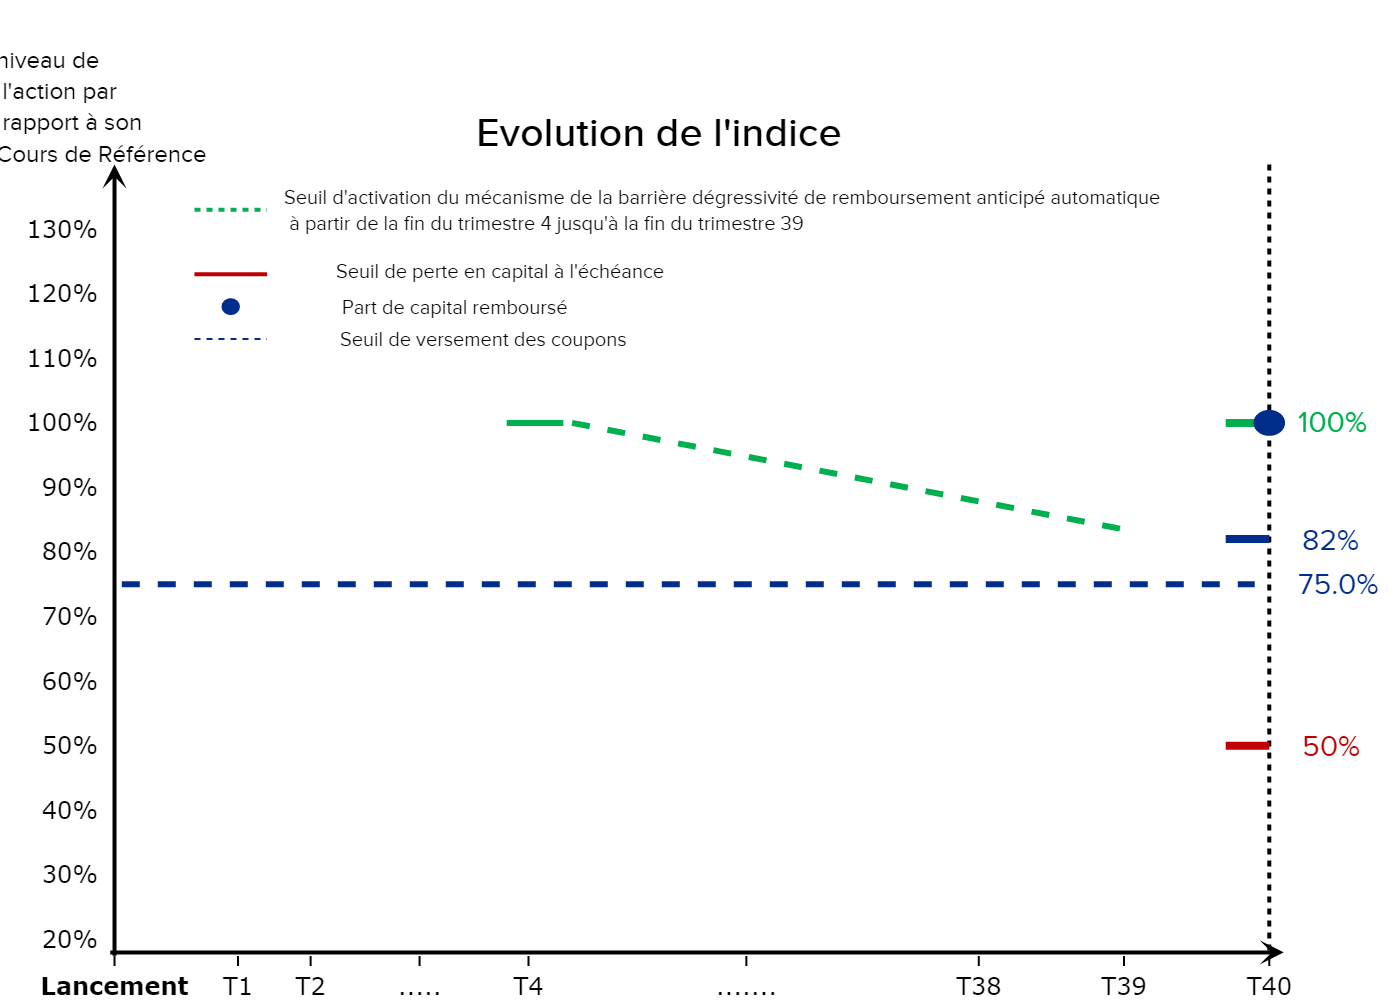 niveau de
l'action par
rapport à son
Cours de Référence
Evolution de l'indice
Seuil d'activation du mécanisme de la barrière dégressivité de remboursement anticipé automatique
à partir de la fin du trimestre 4 jusqu'à la fin du trimestre 39
Seuil de perte en capital à l'échéance
Part de capital remboursé
Seuil de versement des coupons
130%
120%
110%
100%
90%
80%
70%
60%
50%
40%
30%
20%
100%
82%
75.0%
50%
Lancement T1 T2 ..... T4 ....... T38 T39 T40